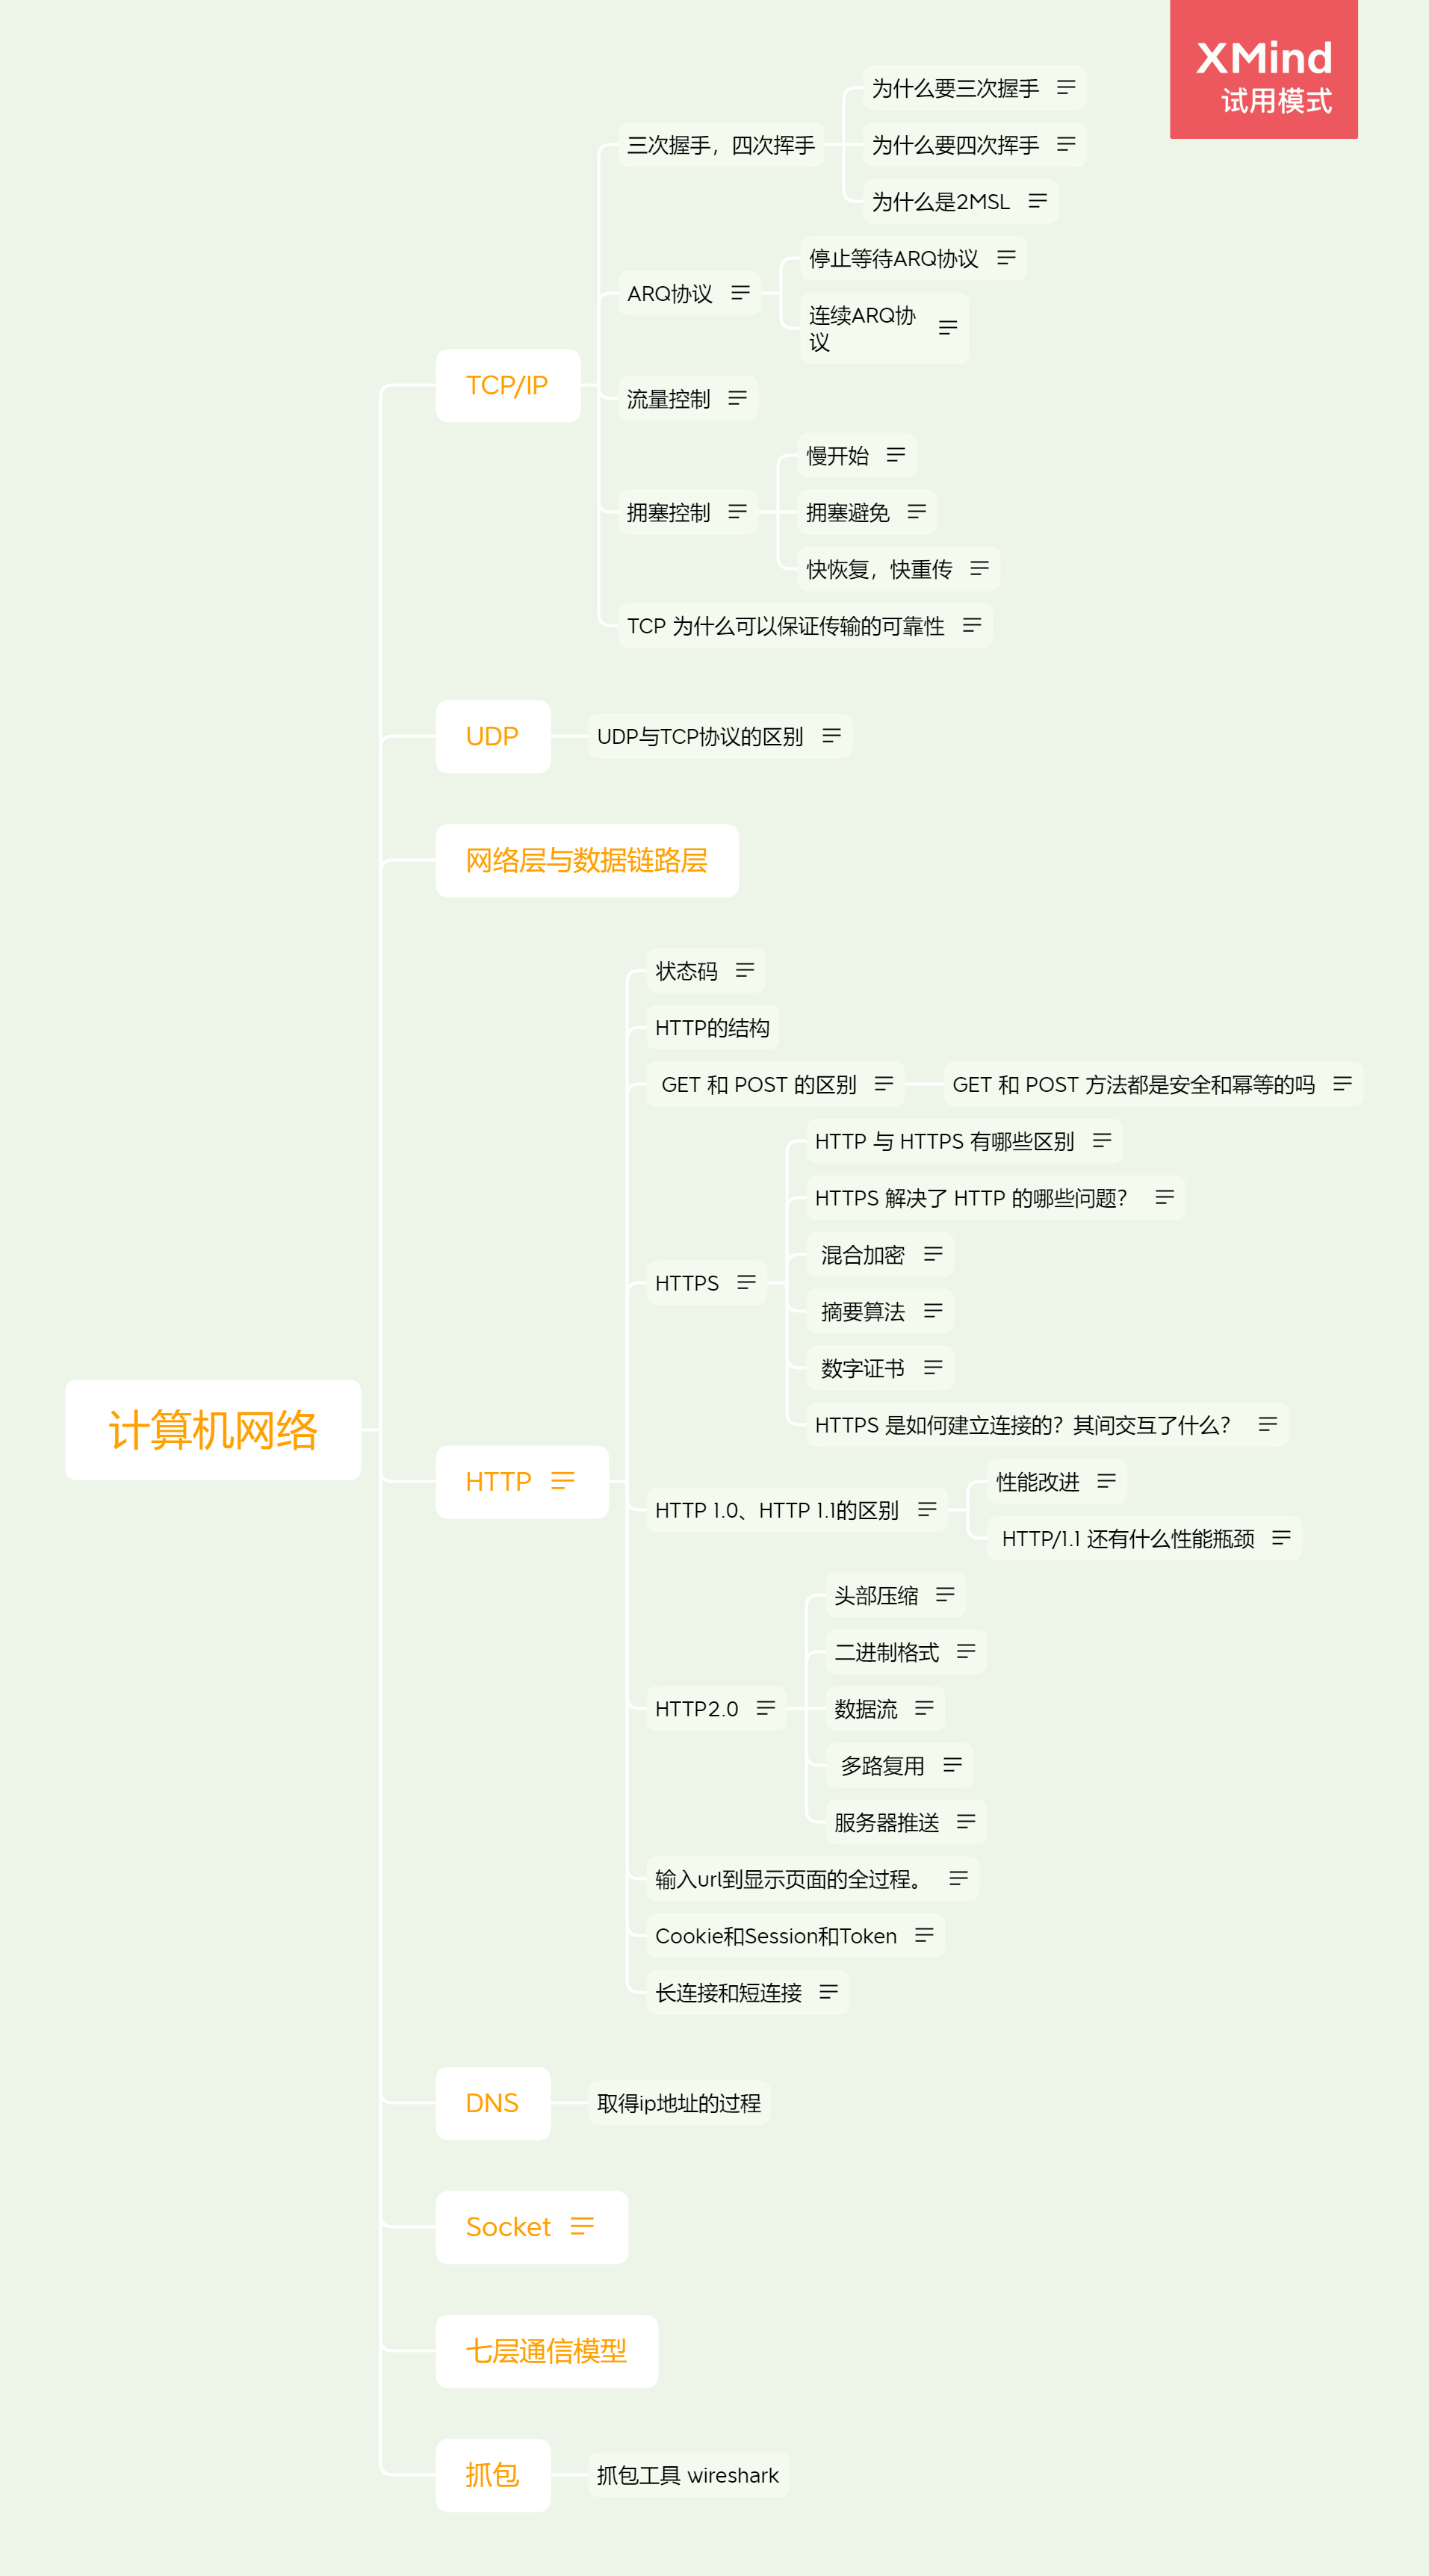 XMind
试用模式
为什么要三次握手
三次握手，四次挥手
为什么要四次挥手
为什么是2MSL
停止等待ARQ协议
ARQ协议
连续ARQ协
议
TCP/IP
流量控制
慢开始
拥塞控制
拥塞避免
快恢复，快重传
TCP 为什么可以保证传输的可靠性
UDP
UDP与TCP协议的区别
网络层与数据链路层
状态码
HTTP的结构
GET 和 POST 的区别
GET 和 POST 方法都是安全和幂等的吗
HTTP 与 HTTPS 有哪些区别
HTTPS 解决了 HTTP 的哪些问题？
混合加密
HTTPS
摘要算法
数字证书
HTTPS 是如何建立连接的？其间交互了什么？
计算机网络
HTTP
性能改进
HTTP 1.0、HTTP 1.1的区别
HTTP/1.1 还有什么性能瓶颈
头部压缩
二进制格式
HTTP2.0
数据流
多路复用
服务器推送
输入url到显示页面的全过程。
Cookie和Session和Token
长连接和短连接
DNS
取得ip地址的过程
Socket
七层通信模型
抓包
抓包工具 wireshark